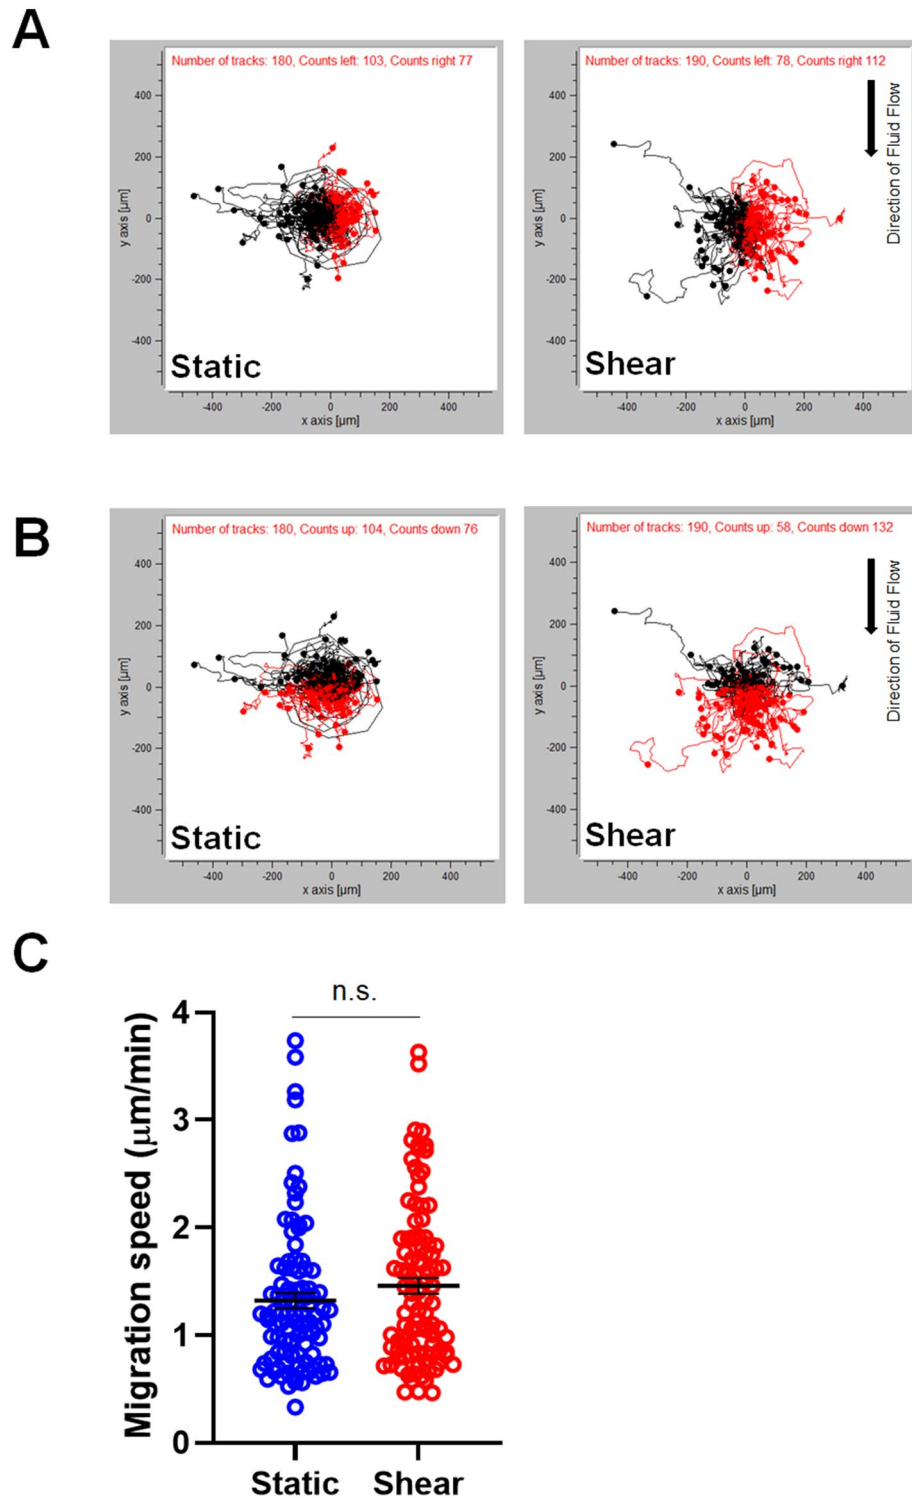 A
Number of tracks: 180, Counts left: 103, Counts right 77
400
200
0
-200
-400
y axis [µm]
Static
-400 -200 0 200 400
x axis [µm]
Number of tracks: 190, Counts left: 78, Counts right 112
400
200
0
-200
-400
y axis [µm]
Direction of Fluid Flow
Shear
-400 -200 0 200 400
x axis [µm]
B
Number of tracks: 180, Counts up: 104, Counts down 76
400
200
0
-200
-400
y axis [µm]
Static
-400 -200 0 200 400
x axis [µm]
Number of tracks: 190, Counts up: 58, Counts down 132
400
200
0
-200
-400
y axis [µm]
Direction of Fluid Flow
Shear
-400 -200 0 200 400
x axis [µm]
C
n.s.
Migration speed (µm/min)
4
3
2
1
0
Static Shear